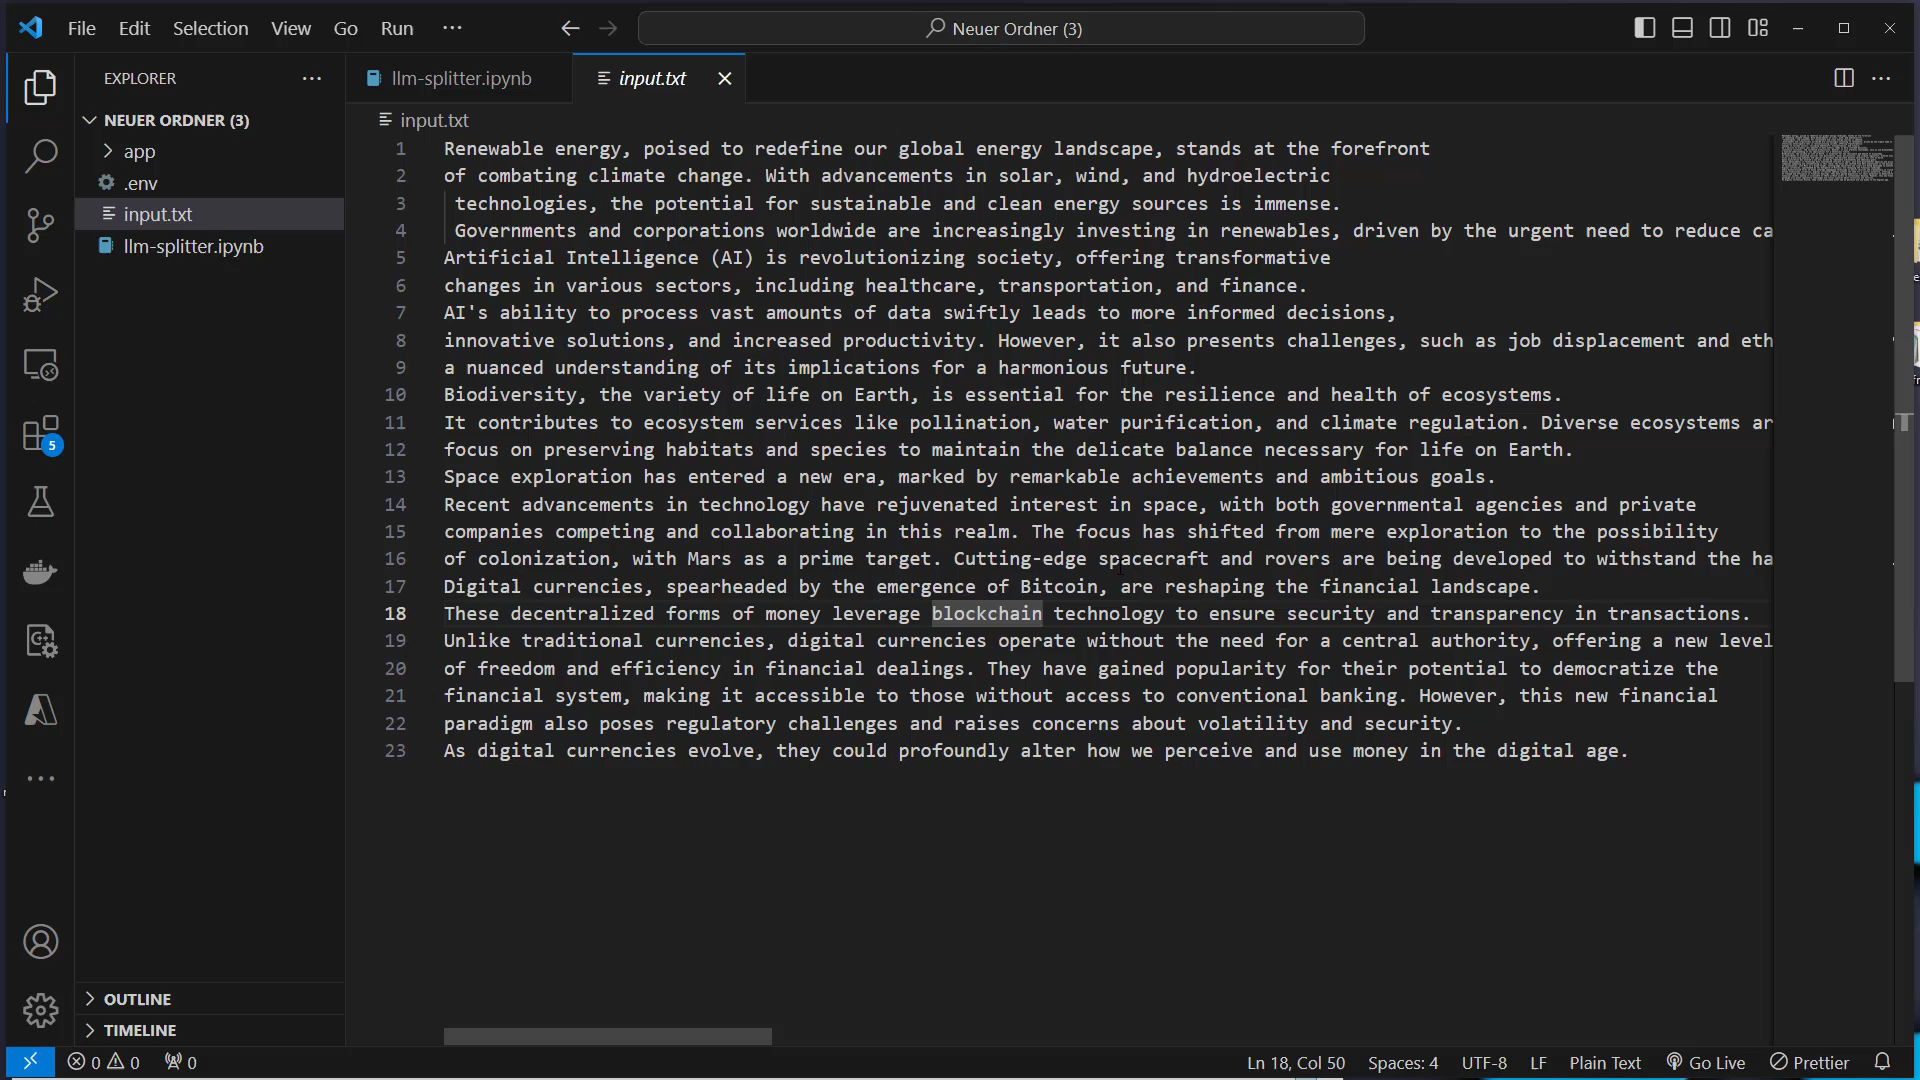 File Edit Selection View Go Run ··· Neuer Ordner (3)
EXPLORER ···
llm-splitter.ipynb
input.txt
NEUER ORDNER (3)
app
.env
input.txt
llm-splitter.ipynb
OUTLINE
TIMELINE
5
input.txt
1 Renewable energy, poised to redefine our global energy landscape, stands at the forefront
2 of combating climate change. With advancements in solar, wind, and hydroelectric
3 technologies, the potential for sustainable and clean energy sources is immense.
4 Governments and corporations worldwide are increasingly investing in renewables, driven by the urgent need to reduce ca
5 Artificial Intelligence (AI) is revolutionizing society, offering transformative
6 changes in various sectors, including healthcare, transportation, and finance.
7 AI's ability to process vast amounts of data swiftly leads to more informed decisions,
8 innovative solutions, and increased productivity. However, it also presents challenges, such as job displacement and eth
9 a nuanced understanding of its implications for a harmonious future.
10 Biodiversity, the variety of life on Earth, is essential for the resilience and health of ecosystems.
11 It contributes to ecosystem services like pollination, water purification, and climate regulation. Diverse ecosystems ar
12 focus on preserving habitats and species to maintain the delicate balance necessary for life on Earth.
13 Space exploration has entered a new era, marked by remarkable achievements and ambitious goals.
14 Recent advancements in technology have rejuvenated interest in space, with both governmental agencies and private
15 companies competing and collaborating in this realm. The focus has shifted from mere exploration to the possibility
16 of colonization, with Mars as a prime target. Cutting-edge spacecraft and rovers are being developed to withstand the ha
17 Digital currencies, spearheaded by the emergence of Bitcoin, are reshaping the financial landscape.
18 These decentralized forms of money leverage blockchain technology to ensure security and transparency in transactions.
19 Unlike traditional currencies, digital currencies operate without the need for a central authority, offering a new level
20 of freedom and efficiency in financial dealings. They have gained popularity for their potential to democratize the
21 financial system, making it accessible to those without access to conventional banking. However, this new financial
22 paradigm also poses regulatory challenges and raises concerns about volatility and security.
23 As digital currencies evolve, they could profoundly alter how we perceive and use money in the digital age.
0 0 0 Ln 18, Col 50 Spaces: 4 UTF-8 LF Plain Text Go Live Prettier